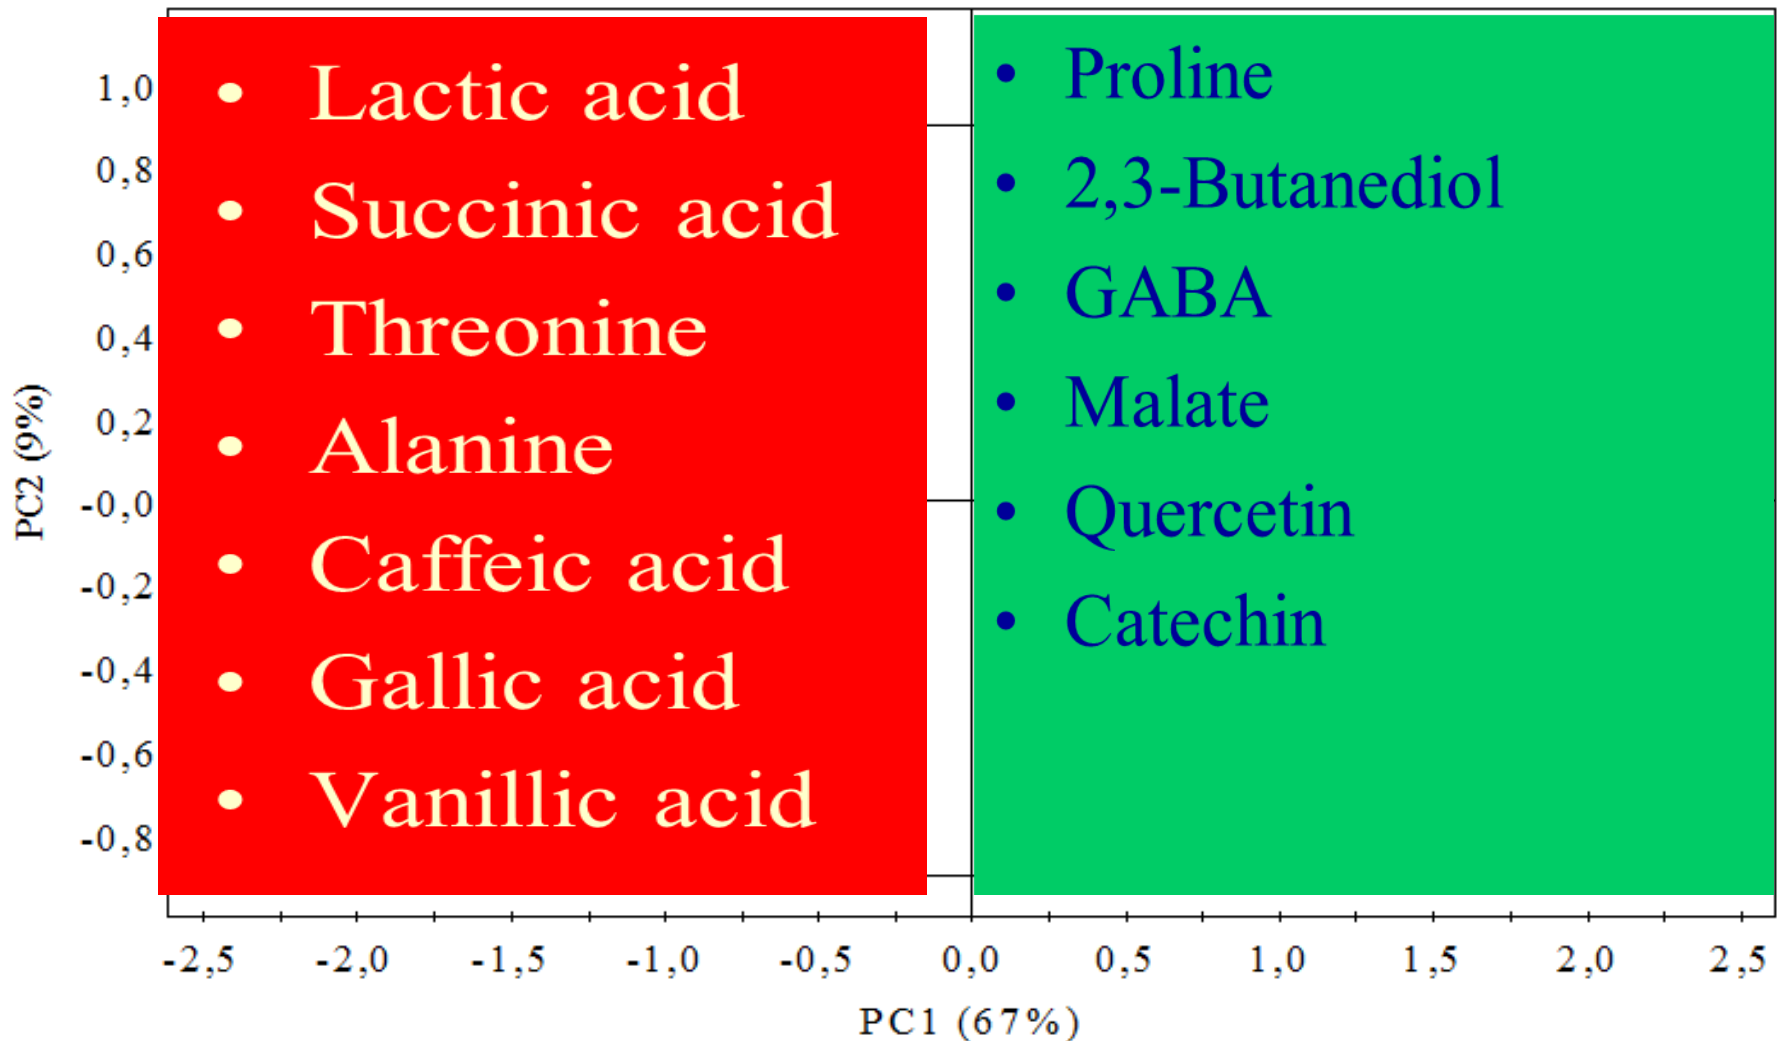 1,0
0,8
0,6
0,4
0,2
-0,0
-0,2
-0,4
-0,6
-0,8
PC2 (9%)
• Lactic acid
• Succinic acid
• Threonine
• Alanine
• Caffeic acid
• Gallic acid
• Vanillic acid
• Proline
• 2,3-Butanediol
• GABA
• Malate
• Quercetin
• Catechin
-2,5 -2,0 -1,5 -1,0 -0,5 0,0 0,5 1,0 1,5 2,0 2,5
PC1 (67%)